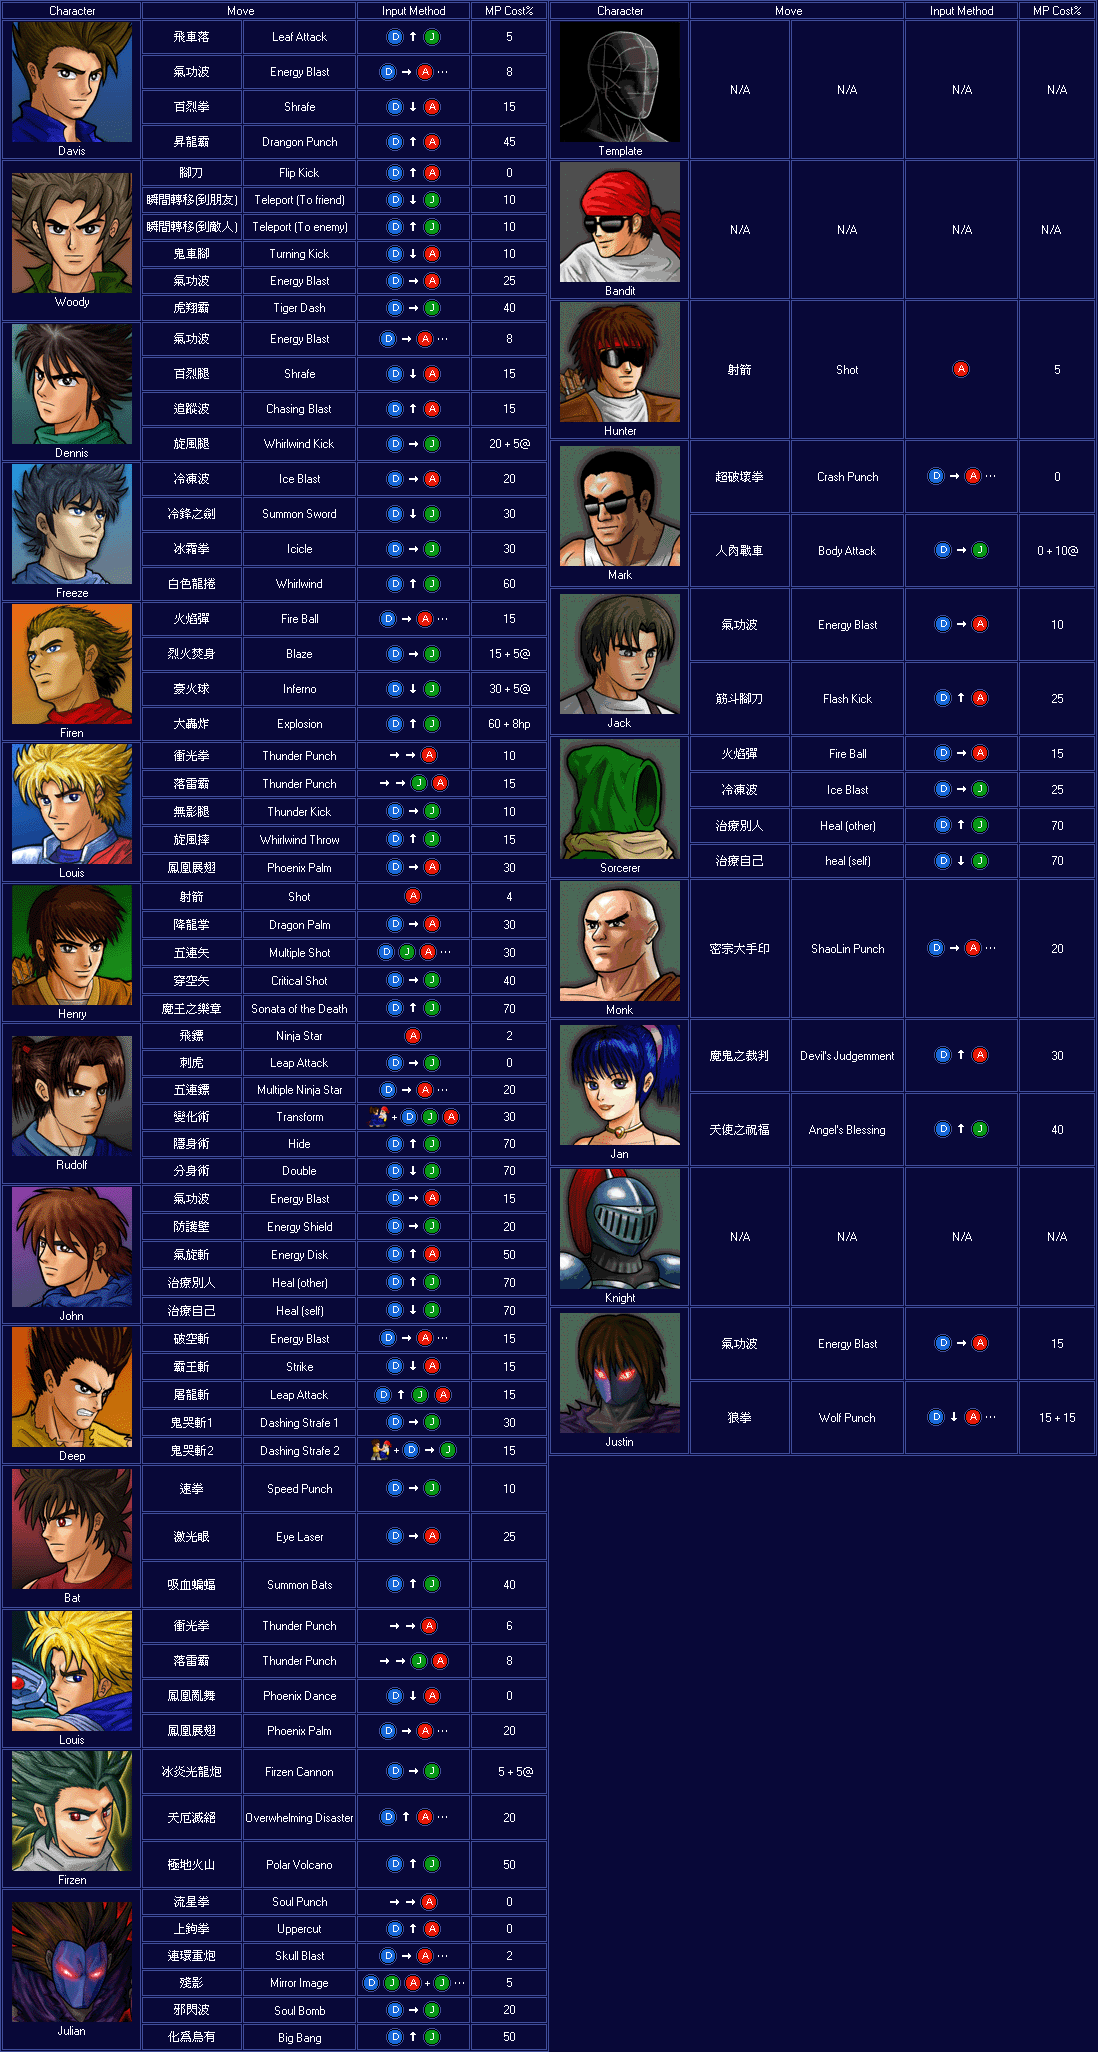 Character Move Input Method MP Cost%
Davis
飛車落 Leaf Attack D ↑ J 5
氣功波 Energy Blast D → A ... 8
百烈拳 Shrafe D ↓ A 15
昇龍霸 Drangon Punch D ↑ A 45
Woody
腳刀 Flip Kick D ↑ A 0
瞬間轉移(到朋友) Teleport (To friend) D ↓ J 10
瞬間轉移(到敵人) Teleport (To enemy) D ↑ J 10
鬼車腳 Turning Kick D ↓ A 10
氣功波 Energy Blast D → A 25
虎翔霸 Tiger Dash D → J 40
Dennis
氣功波 Energy Blast D → A ... 8
百烈腿 Shrafe D ↓ A 15
追蹤波 Chasing Blast D ↑ A 15
旋風腿 Whirlwind Kick D → J 20 + 5@
Freeze
冷凍波 Ice Blast D → A 20
冷鋒之劍 Summon Sword D ↓ J 30
冰霜拳 Icicle D → J 30
白色龍捲 Whirlwind D ↑ J 60
Firen
火焰彈 Fire Ball D → A ... 15
烈火焚身 Blaze D → J 15 + 5@
豪火球 Inferno D ↓ J 30 + 5@
大轟炸 Explosion D ↑ J 60 + 8hp
Louis
衝光拳 Thunder Punch → → A 10
落雷霸 Thunder Punch → → J A 15
無影腿 Thunder Kick D → J 10
旋風摔 Whirlwind Throw D ↑ J 15
鳳凰展翅 Phoenix Palm D → A 30
Henry
射箭 Shot A 4
降龍掌 Dragon Palm D → A 30
五連矢 Multiple Shot D J A ... 30
穿空矢 Critical Shot D → J 40
魔王之樂章 Sonata of the Death D ↑ J 70
Rudolf
飛鏢 Ninja Star A 2
刺虎 Leap Attack D → J 0
五連鏢 Multiple Ninja Star D → A ... 20
變化術 Transform + D J A 30
隱身術 Hide D ↑ J 70
分身術 Double D ↓ J 70
John
氣功波 Energy Blast D → A 15
防護壁 Energy Shield D → J 20
氣旋斬 Energy Disk D ↑ A 50
治療別人 Heal (other) D ↑ J 70
治療自己 Heal (self) D ↓ J 70
Deep
破空斬 Energy Blast D → A ... 15
霸王斬 Strike D ↓ A 15
屠龍斬 Leap Attack D ↑ J A 15
鬼哭斬1 Dashing Strafe 1 D → J 30
鬼哭斬2 Dashing Strafe 2 + D → J 15
Bat
速拳 Speed Punch D → J 10
激光眼 Eye Laser D → A 25
吸血蝙蝠 Summon Bats D ↑ J 40
Louis
衝光拳 Thunder Punch → → A 6
落雷霸 Thunder Punch → → J A 8
鳳凰亂舞 Phoenix Dance D ↓ A 0
鳳凰展翅 Phoenix Palm D → A ... 20
Firzen
冰炎光龍炮 Firzen Cannon D → J 5 + 5@
天厄滅絕 Overwhelming Disaster D ↑ A ... 20
極地火山 Polar Volcano D ↑ J 50
Julian
流星拳 Soul Punch → → A 0
上鉤拳 Uppercut D ↑ A 0
連環重炮 Skull Blast D → A ... 2
殘影 Mirror Image D J A + J ... 5
邪閃波 Soul Bomb D → J 20
化爲烏有 Big Bang D ↑ J 50
Character Move Input Method MP Cost%
Template
N/A N/A N/A N/A
Bandit
N/A N/A N/A N/A
Hunter
射箭 Shot A 5
Mark
超破壞拳 Crash Punch D → A ... 0
人肉戰車 Body Attack D → J 0 + 10@
Jack
氣功波 Energy Blast D → A 10
筋斗腳刀 Flash Kick D ↑ A 25
Sorcerer
火焰彈 Fire Ball D → A 15
冷凍波 Ice Blast D → J 25
治療別人 Heal (other) D ↑ J 70
治療自己 heal (self) D ↓ J 70
Monk
密宗大手印 ShaoLin Punch D → A ... 20
Jan
魔鬼之裁判 Devil's Judgemment D ↑ A 30
天使之祝福 Angel's Blessing D ↑ J 40
Knight
N/A N/A N/A N/A
Justin
氣功波 Energy Blast D → A 15
狼拳 Wolf Punch D ↓ A ... 15 + 15